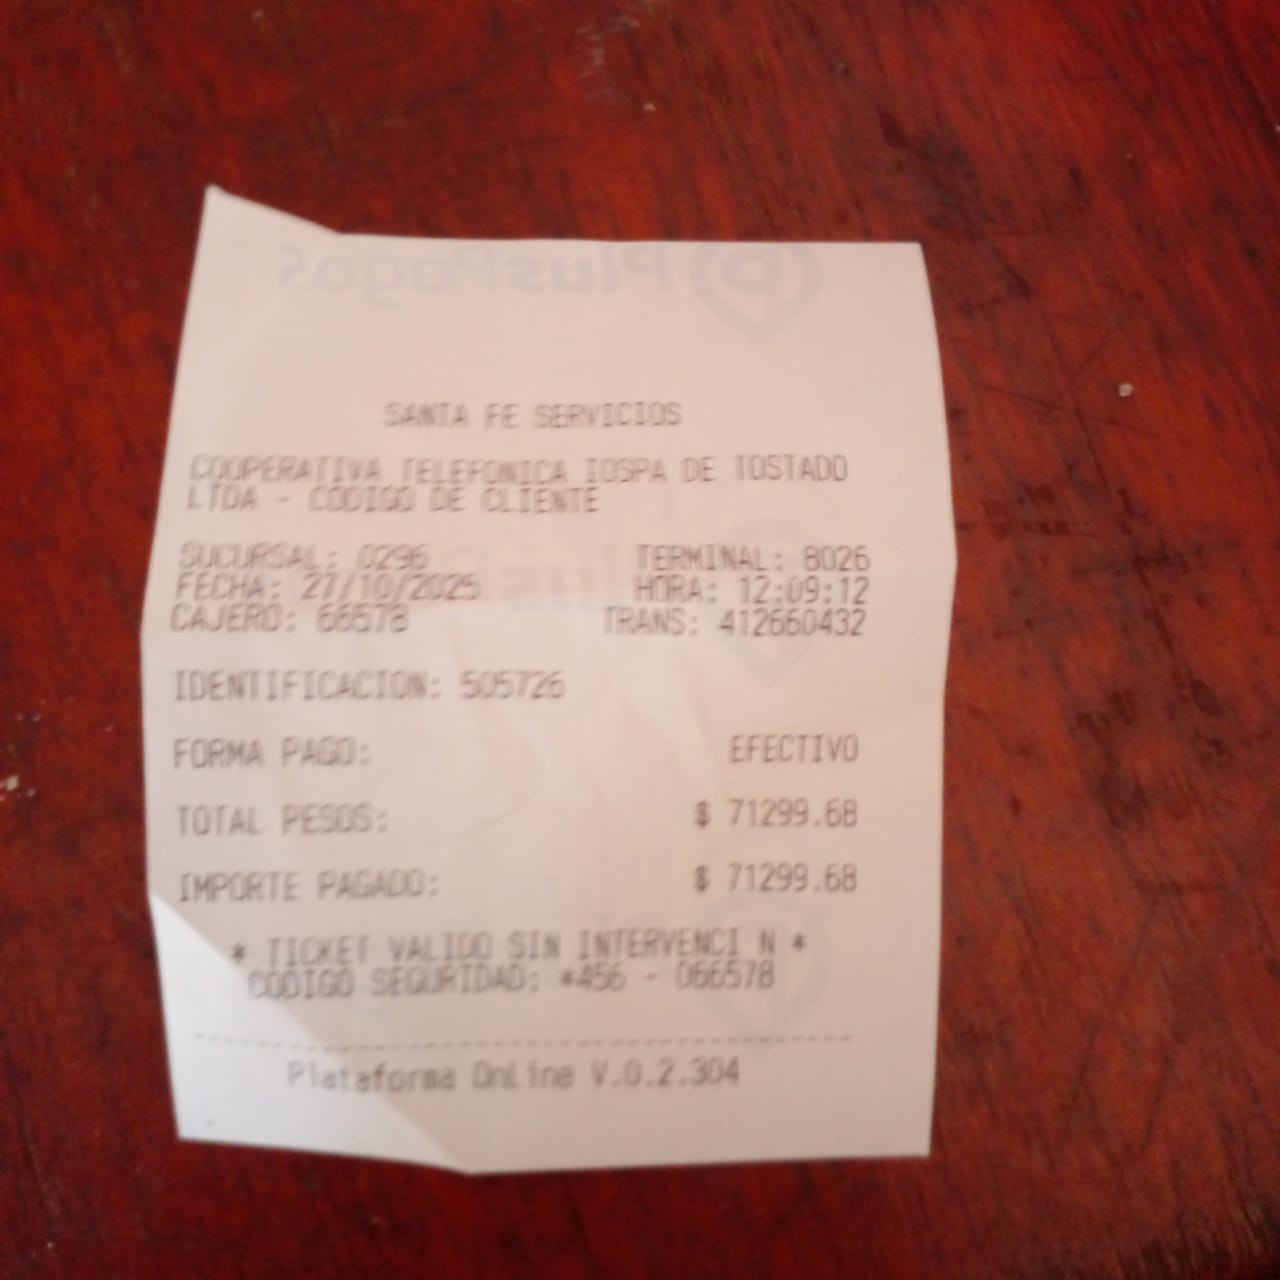 PlusPagos
SANTA FE SERVICIOS
COOPERATIVA TELEFONICA IOSPA DE TOSTADO
LTDA - CODIGO DE CLIENTE
SUCURSAL: 0296 TERMINAL: 8026
FECHA: 27/10/2025 HORA: 12:09:12
CAJERO: 66578 TRANS: 412660432
IDENTIFICACION: 505726
FORMA PAGO: EFECTIVO
TOTAL PESOS: $ 71299.68
IMPORTE PAGADO: $ 71299.68
* TICKET VALIDO SIN INTERVENCI N *
CODIGO SEGURIDAD: *456 - 066578
Plataforma OnLine V.0.2.304